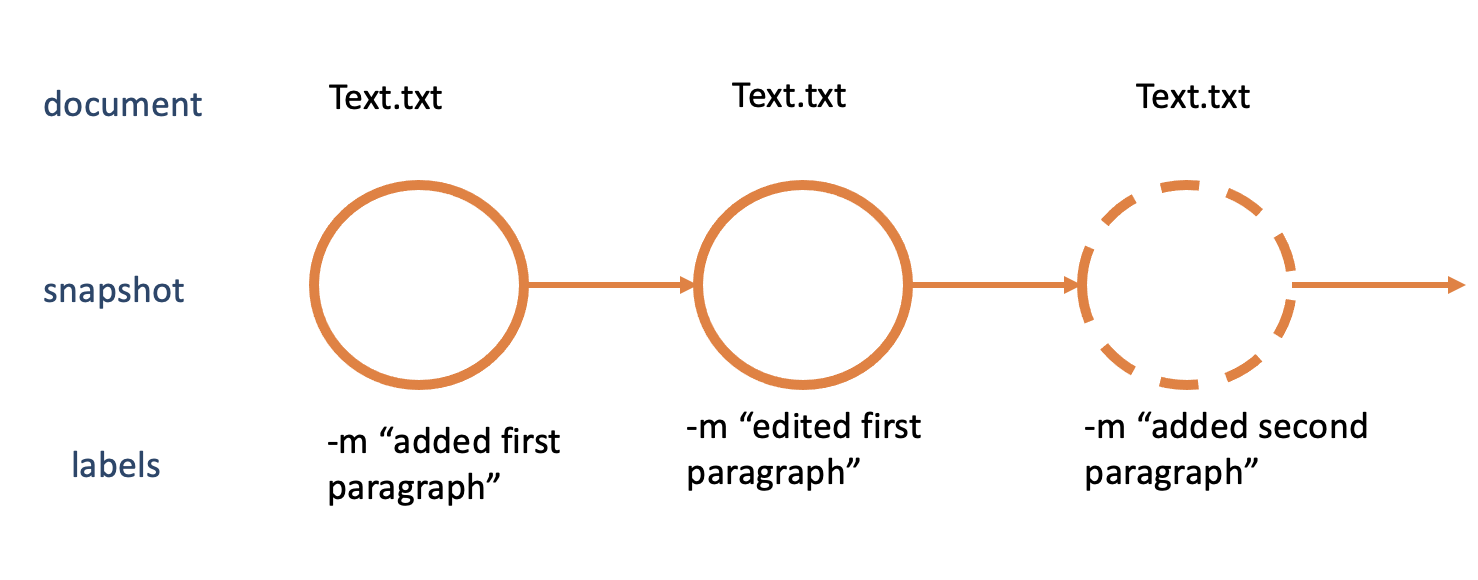 document
Text.txt
Text.txt
Text.txt
snapshot
labels
-m “added first
paragraph”
-m “edited first
paragraph”
-m “added second
paragraph”